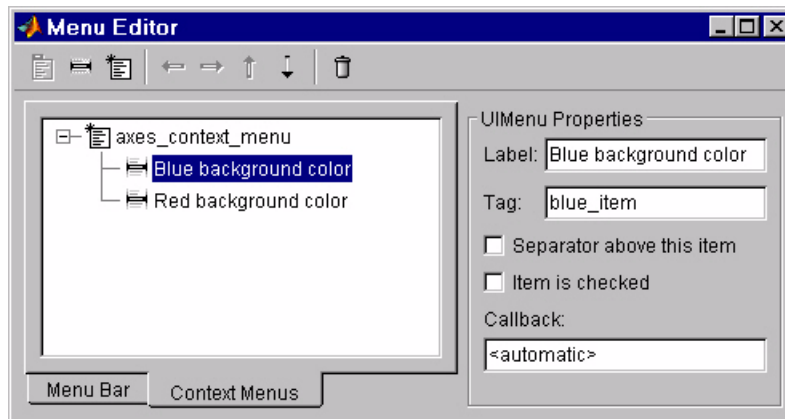 Menu Editor
axes_context_menu
Blue background color
Red background color
Menu Bar
Context Menus
UIMenu Properties
Label: Blue background color
Tag: blue_item
Separator above this item
Item is checked
Callback:
<automatic>